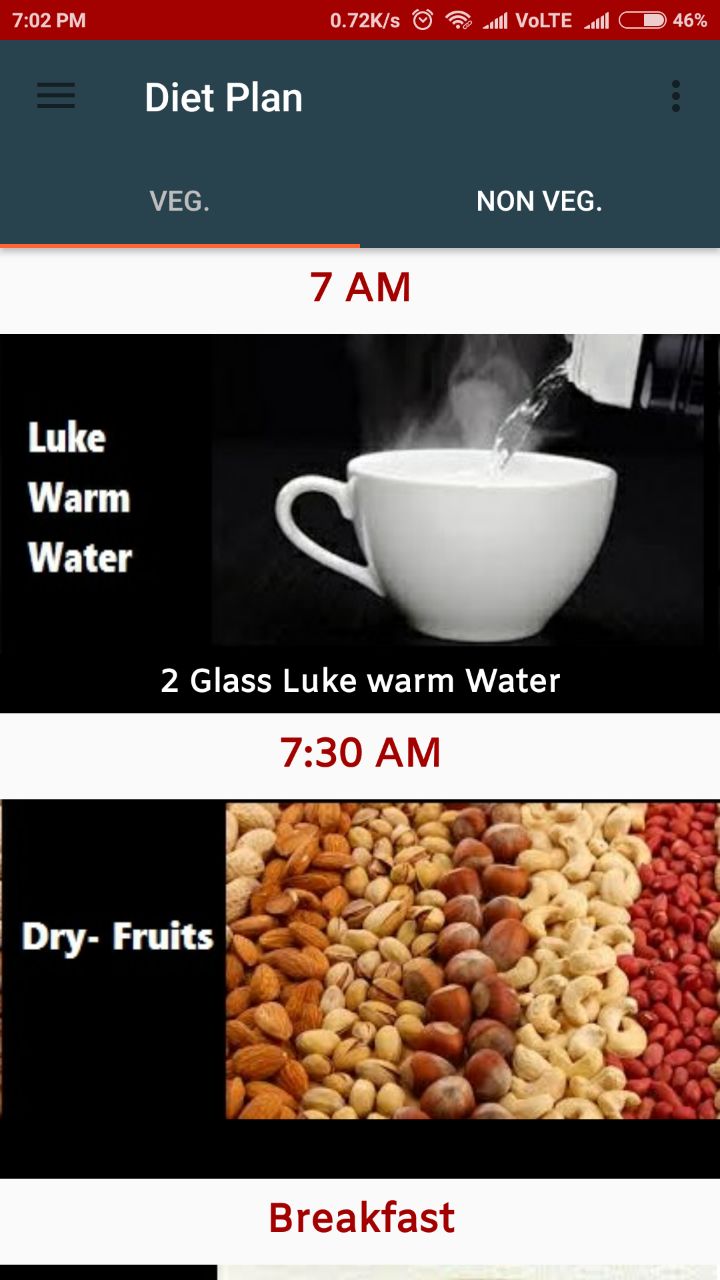 7:02 PM 0.72K/s VoLTE 46%
Diet Plan
VEG. NON VEG.
7 AM
Luke
Warm
Water
2 Glass Luke warm Water
7:30 AM
Dry- Fruits
Breakfast